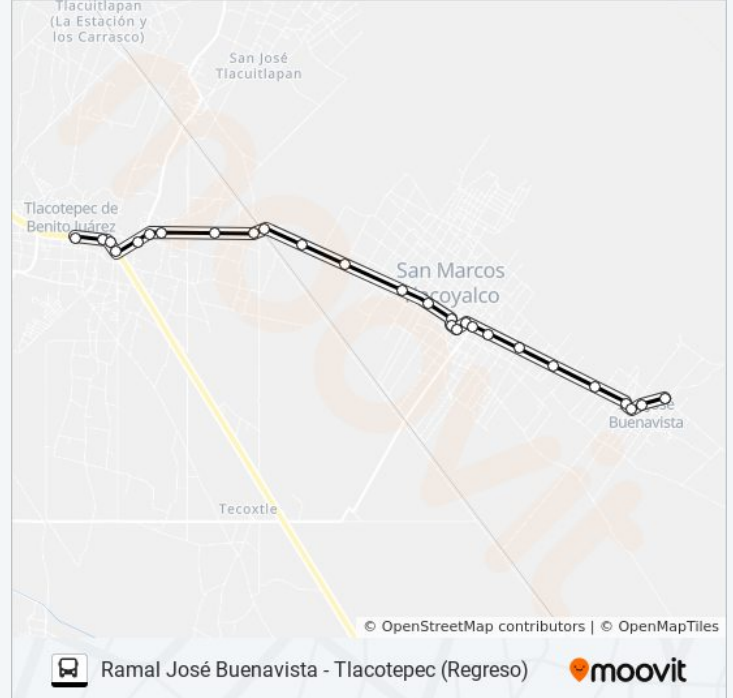 Tlacuitlapan
(La Estación y
los Carrasco)
San José
Tlacuitlapan
Tlacotepec de
Benito Juárez
San Marcos
Tecoxtle
Buenavista
moovit
© OpenStreetMap contributors | © OpenMapTiles
Ramal José Buenavista - Tlacotepec (Regreso)
moovit